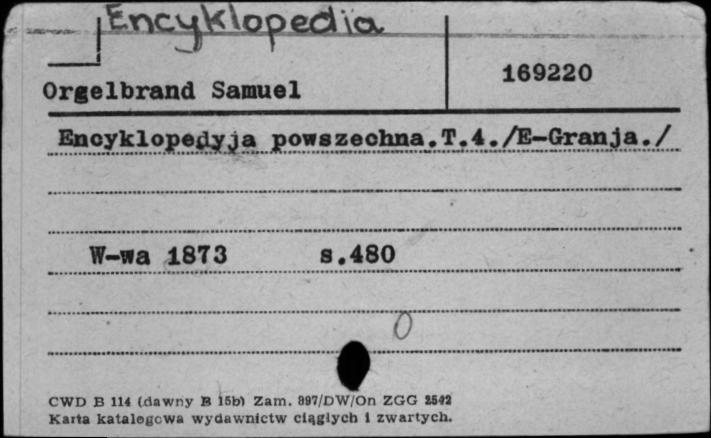 Encyklopedia
Orgelbrand Samuel 169220
Encyklopedyja powszechna.T.4./E-Granja./
W-wa 1873 s.480
0
CWD B 114 (dawny B 15b) Zam. 897/DW/On ZGG 2542
Karta katalogowa wydawnictw ciągłych i zwartych.